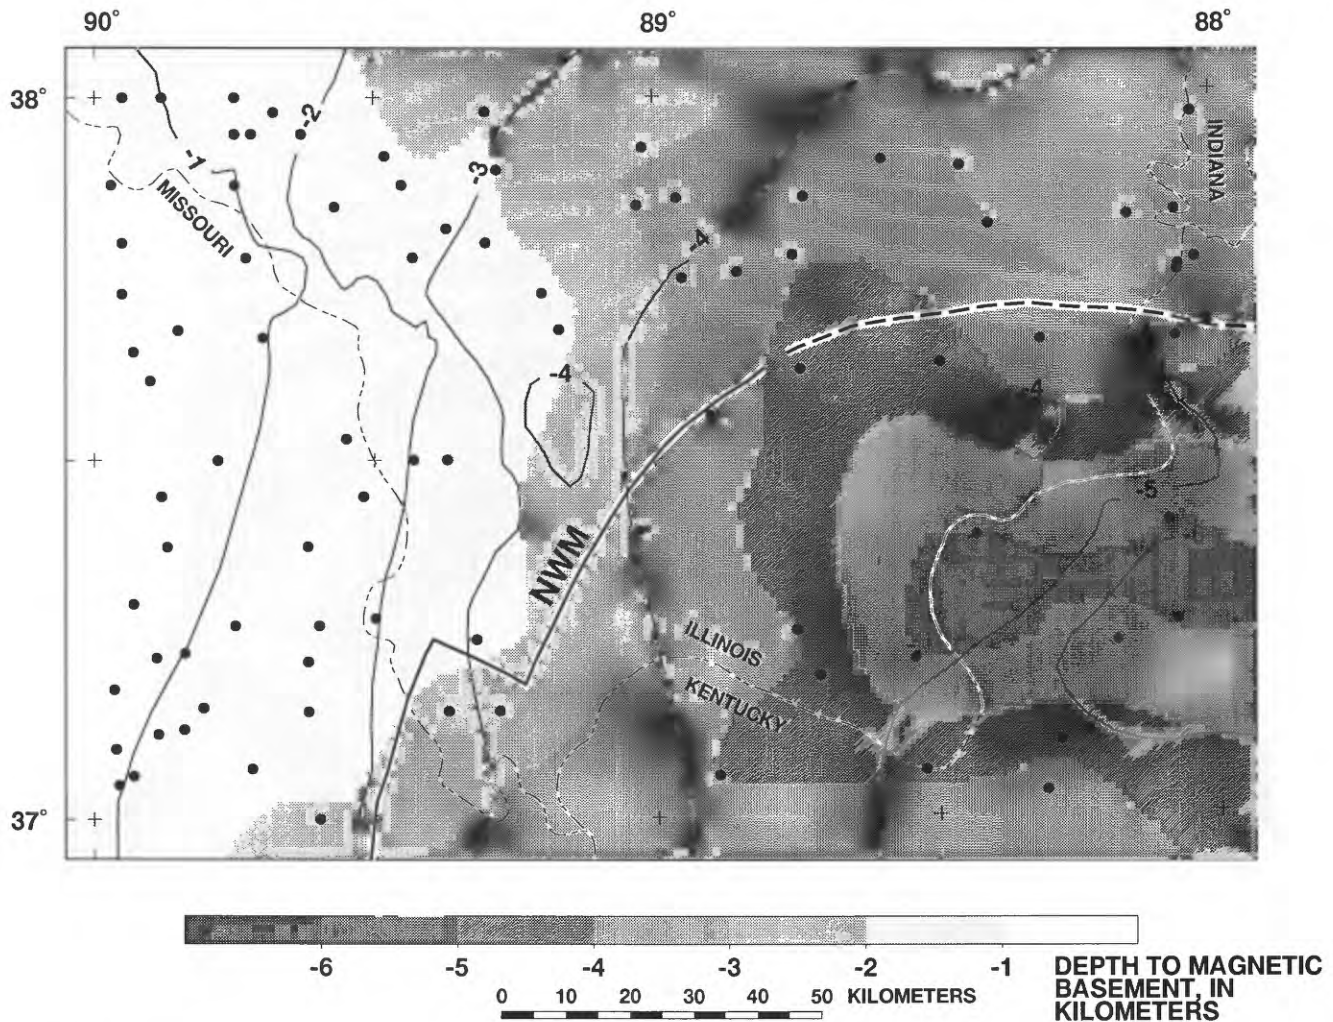 90°
89°
88°
38°
-2
-1
-3
INDIANA
MISSOURI
-4
-4
-4
-5
NWM
ILLINOIS
KENTUCKY
37°
-6 -5 -4 -3 -2 -1
DEPTH TO MAGNETIC
BASEMENT, IN
KILOMETERS
0 10 20 30 40 50 KILOMETERS